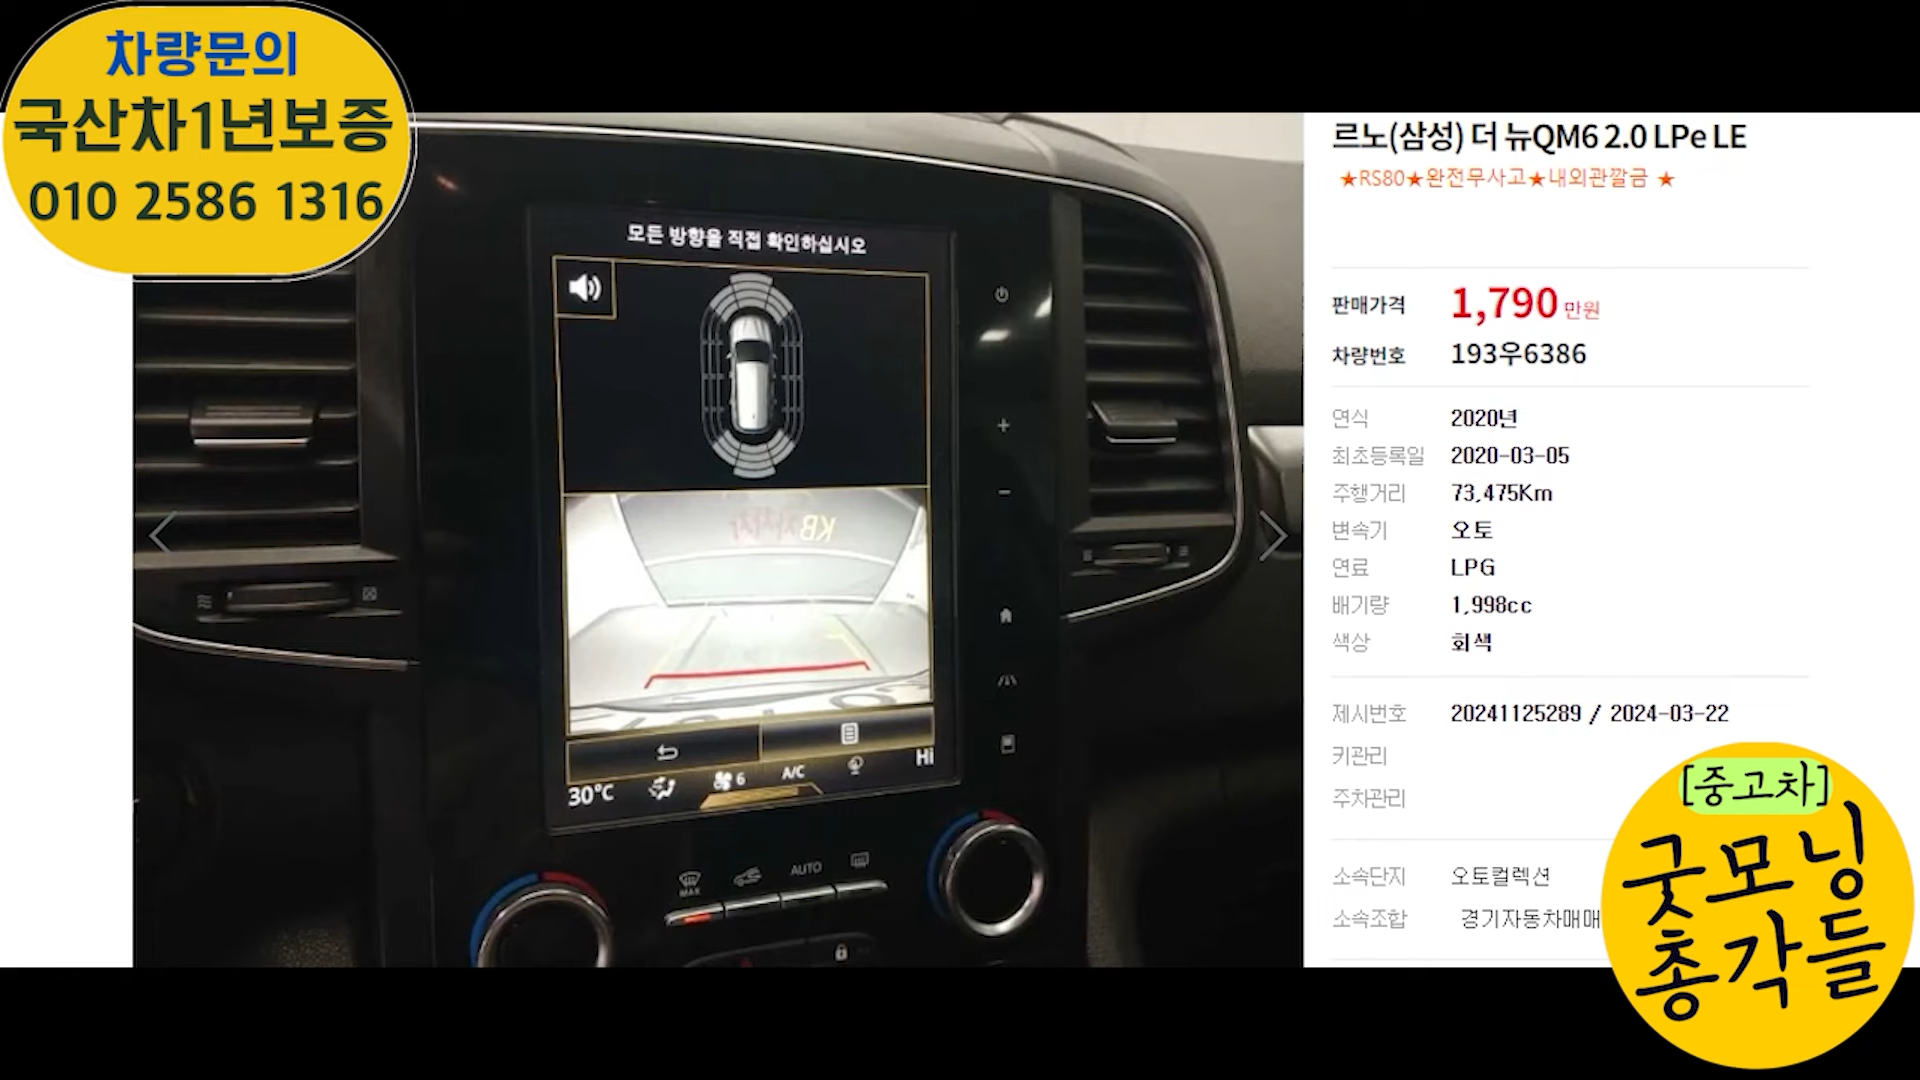 차량문의
국산차1년보증
010 2586 1316
모든 방향을 직접 확인하십시오
KB차차차
30°C
6
A/C
Hi
MAX
AUTO
르노(삼성) 더 뉴QM6 2.0 LPe LE
★RS80★완전무사고★내외관깔금 ★
판매가격 1,790 만원
차량번호 193우6386
연식 2020년
최초등록일 2020-03-05
주행거리 73,475Km
변속기 오토
연료 LPG
배기량 1,998cc
색상 회색
제시번호 20241125289 / 2024-03-22
키관리
주차관리
소속단지 오토컬렉션
소속조합 경기자동차매매
[중고차]
굿모닝
총각들